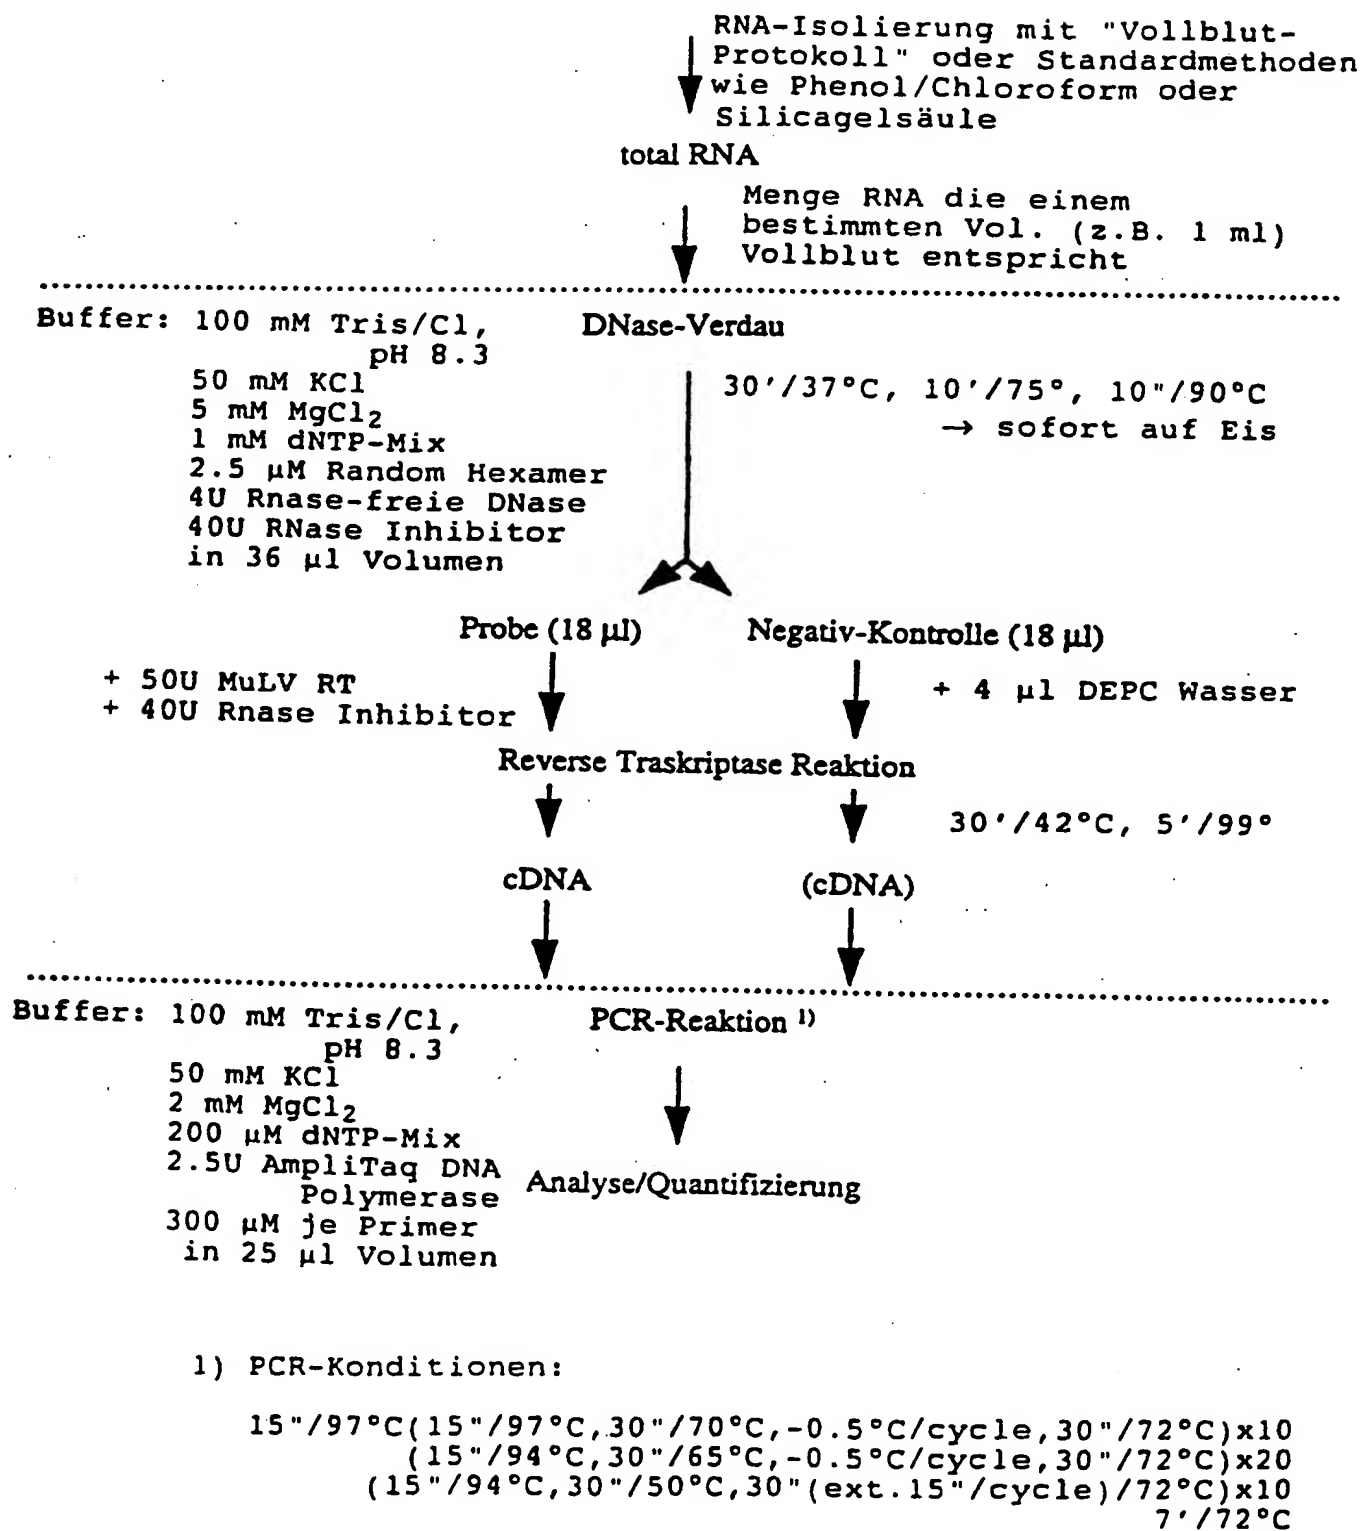 RNA-Isolierung mit "Vollblut-
Protokoll" oder Standardmethoden
wie Phenol/Chloroform oder
Silicagelsäule
total RNA
Menge RNA die einem
bestimmten Vol. (z.B. 1 ml)
Vollblut entspricht
Buffer: 100 mM Tris/Cl,
pH 8.3
50 mM KCl
5 mM MgCl₂
1 mM dNTP-Mix
2.5 µM Random Hexamer
4U Rnase-freie DNase
40U RNase Inhibitor
in 36 µl Volumen
DNase-Verdau
30'/37°C, 10'/75°, 10"/90°C
→ sofort auf Eis
Probe (18 µl)
Negativ-Kontrolle (18 µl)
+ 50U MuLV RT
+ 40U Rnase Inhibitor
+ 4 µl DEPC Wasser
Reverse Traskriptase Reaktion
30'/42°C, 5'/99°
cDNA
(cDNA)
Buffer: 100 mM Tris/Cl,
pH 8.3
50 mM KCl
2 mM MgCl₂
200 µM dNTP-Mix
2.5U AmpliTaq DNA
Polymerase
300 µM je Primer
in 25 µl Volumen
PCR-Reaktion ¹⁾
Analyse/Quantifizierung
1) PCR-Konditionen:
15"/97°C(15"/97°C,30"/70°C,-0.5°C/cycle,30"/72°C)x10
(15"/94°C,30"/65°C,-0.5°C/cycle,30"/72°C)x20
(15"/94°C,30"/50°C,30"(ext.15"/cycle)/72°C)x10
7'/72°C